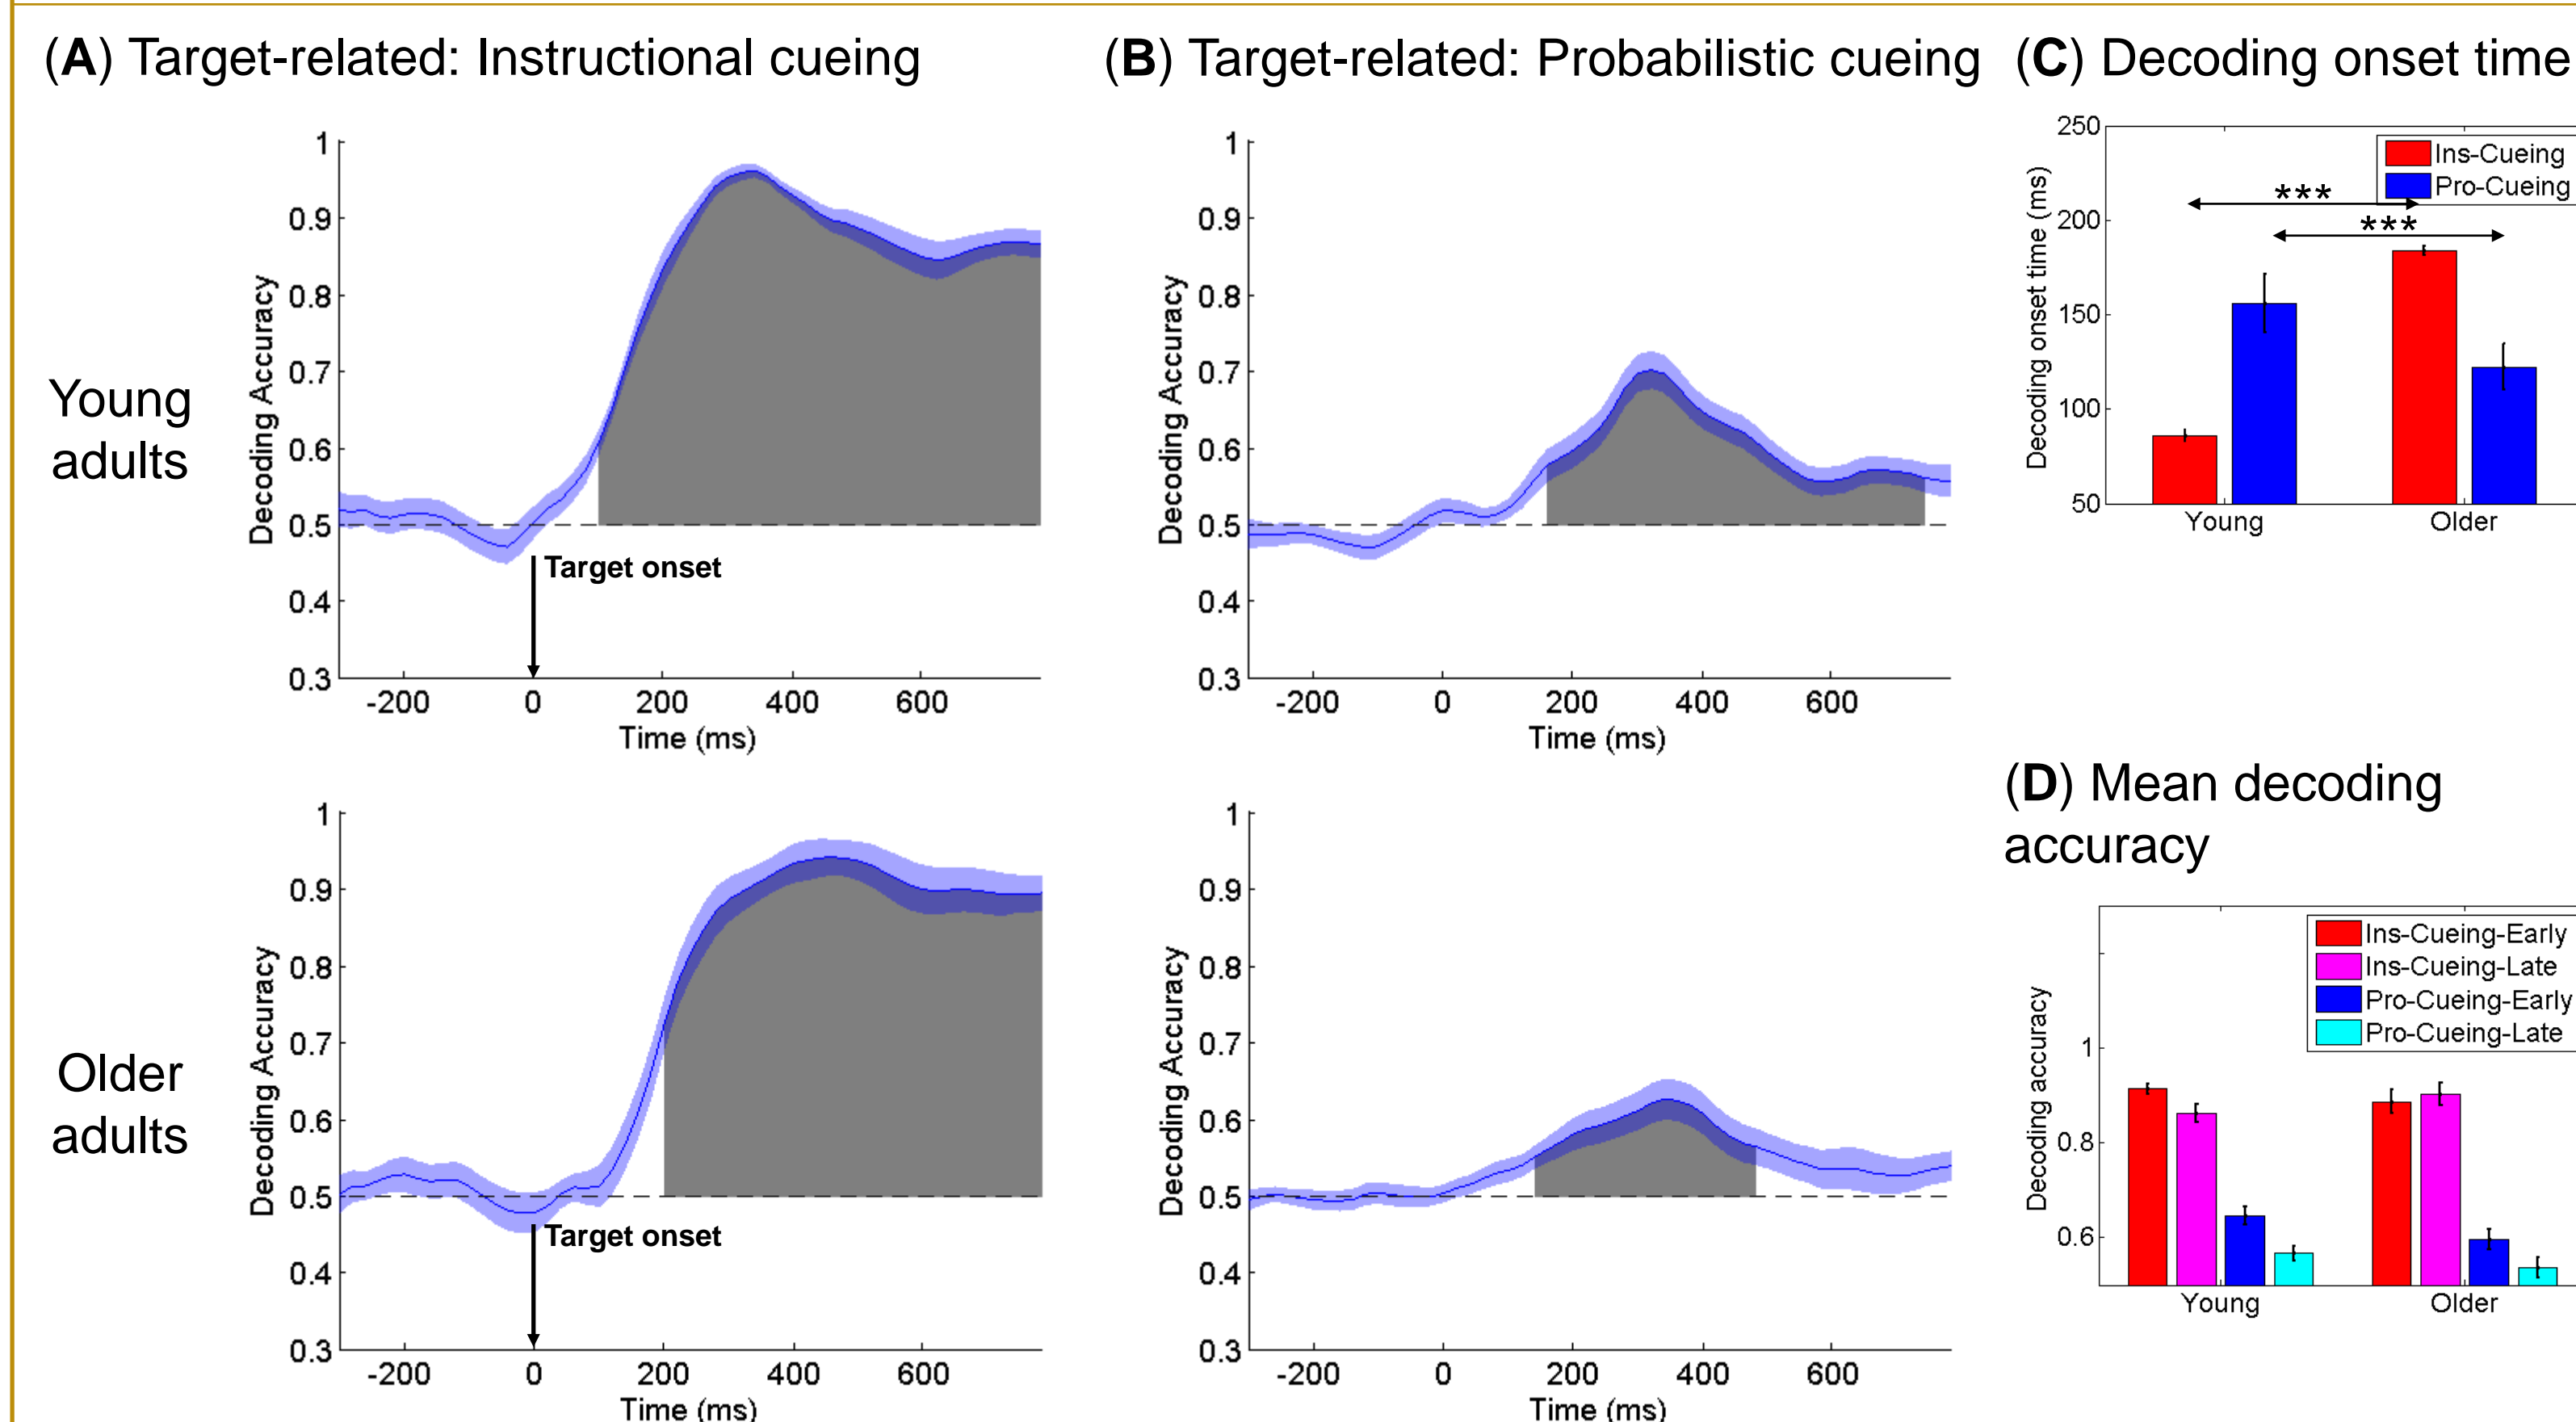 (A) Target-related: Instructional cueing
(B) Target-related: Probabilistic cueing
(C) Decoding onset time
Young
adults
Decoding Accuracy
1
0.9
0.8
0.7
0.6
0.5
0.4
0.3
Target onset
-200 0 200 400 600
Time (ms)
Decoding Accuracy
1
0.9
0.8
0.7
0.6
0.5
0.4
0.3
-200 0 200 400 600
Time (ms)
Decoding onset time (ms)
250
200
150
100
50
Ins-Cueing
Pro-Cueing
***
***
Young Older
Older
adults
Decoding Accuracy
1
0.9
0.8
0.7
0.6
0.5
0.4
0.3
Target onset
-200 0 200 400 600
Time (ms)
Decoding Accuracy
1
0.9
0.8
0.7
0.6
0.5
0.4
0.3
-200 0 200 400 600
Time (ms)
(D) Mean decoding
accuracy
Decoding accuracy
1
0.8
0.6
Ins-Cueing-Early
Ins-Cueing-Late
Pro-Cueing-Early
Pro-Cueing-Late
Young Older